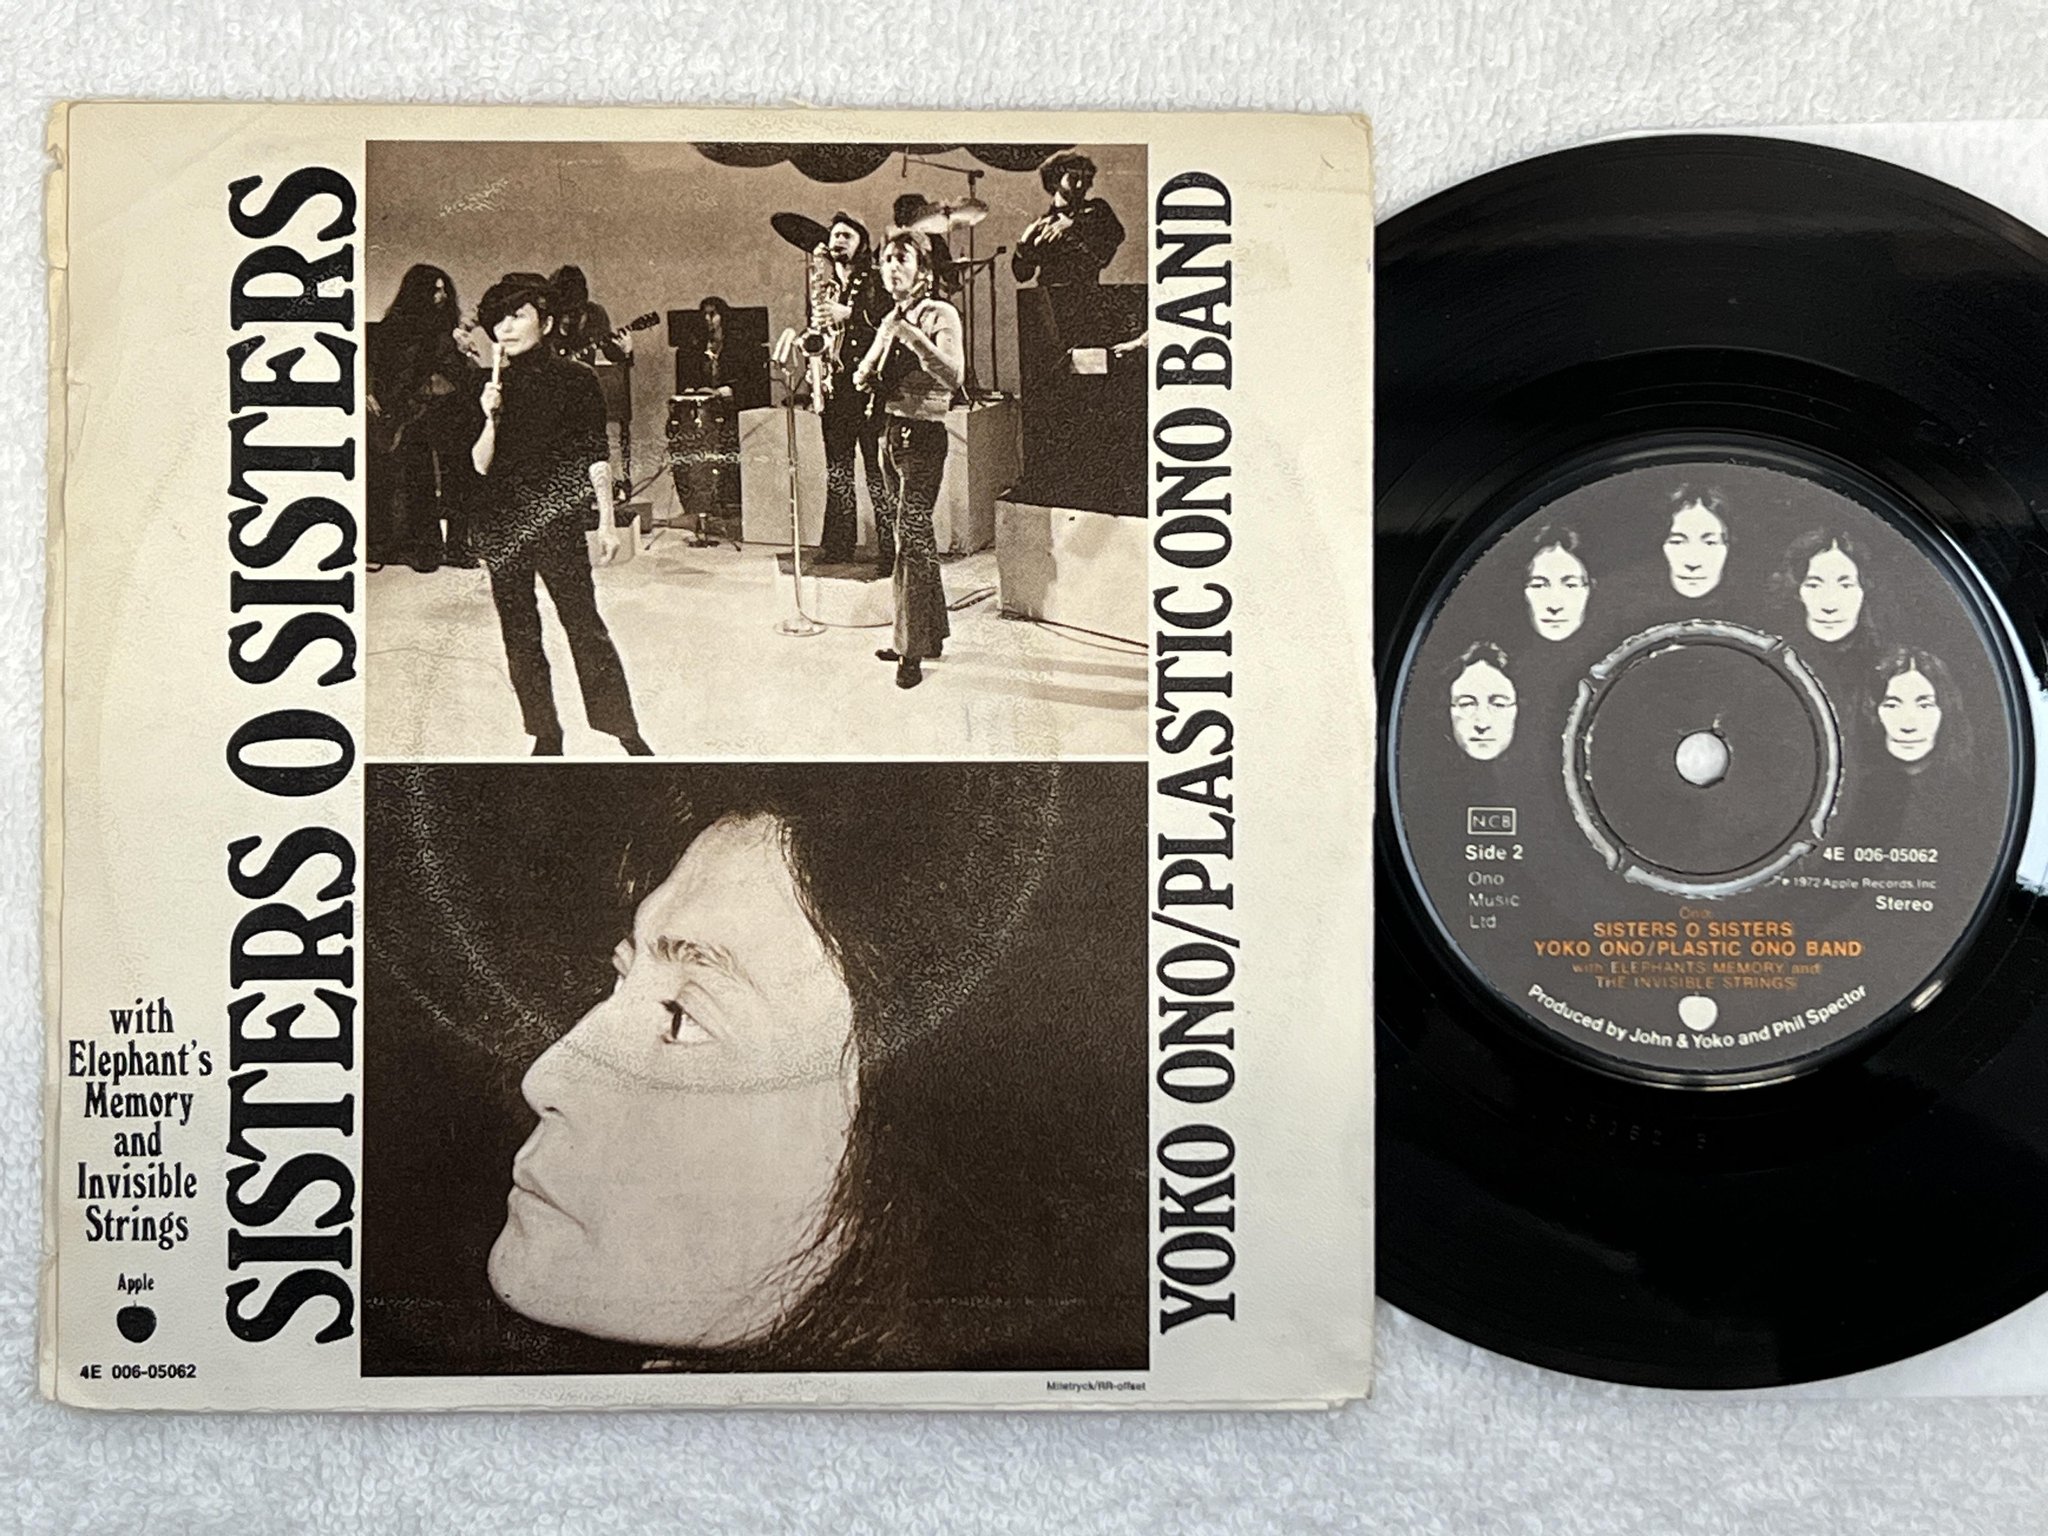 SISTERS O SISTERS
YOKO ONO/PLASTIC ONO BAND
with
Elephant's
Memory
and
Invisible
Strings
Apple
4E 006-05062
Mitetryck/RR-offset
NCB
Side 2
Ono
Music
Ltd
4E 006-05062
℗ 1972 Apple Records, Inc
Stereo
Ono:
SISTERS O SISTERS
YOKO ONO/PLASTIC ONO BAND
with ELEPHANTS MEMORY and
THE INVISIBLE STRINGS
Produced by John & Yoko and Phil Spector